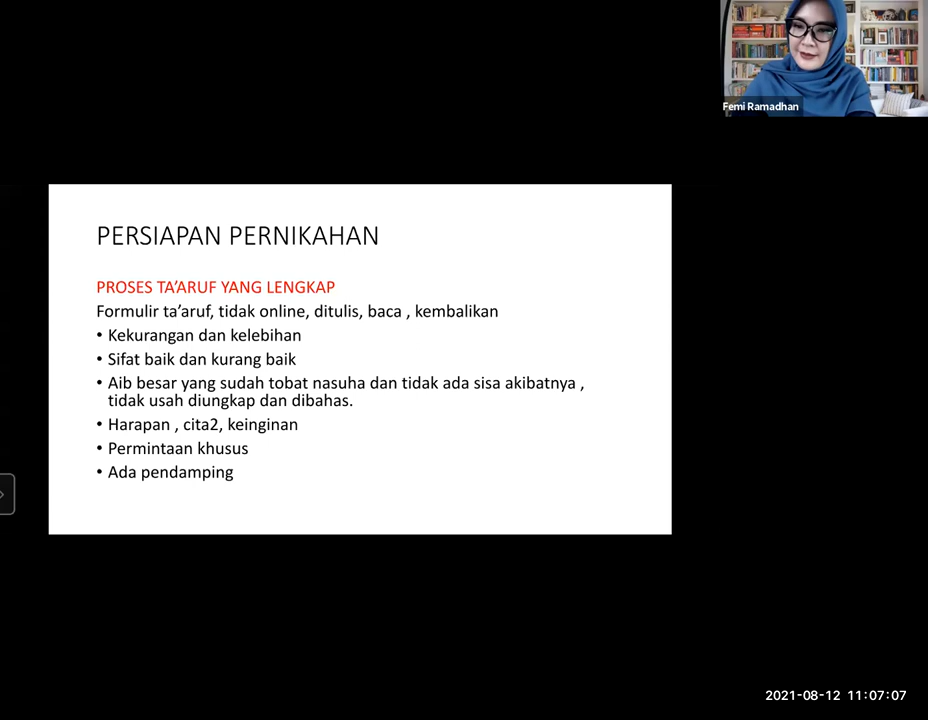 Femi Ramadhan
PERSIAPAN PERNIKAHAN
PROSES TA’ARUF YANG LENGKAP
Formulir ta’aruf, tidak online, ditulis, baca , kembalikan
• Kekurangan dan kelebihan
• Sifat baik dan kurang baik
• Aib besar yang sudah tobat nasuha dan tidak ada sisa akibatnya ,
tidak usah diungkap dan dibahas.
• Harapan , cita2, keinginan
• Permintaan khusus
• Ada pendamping
2021-08-12 11:07:07